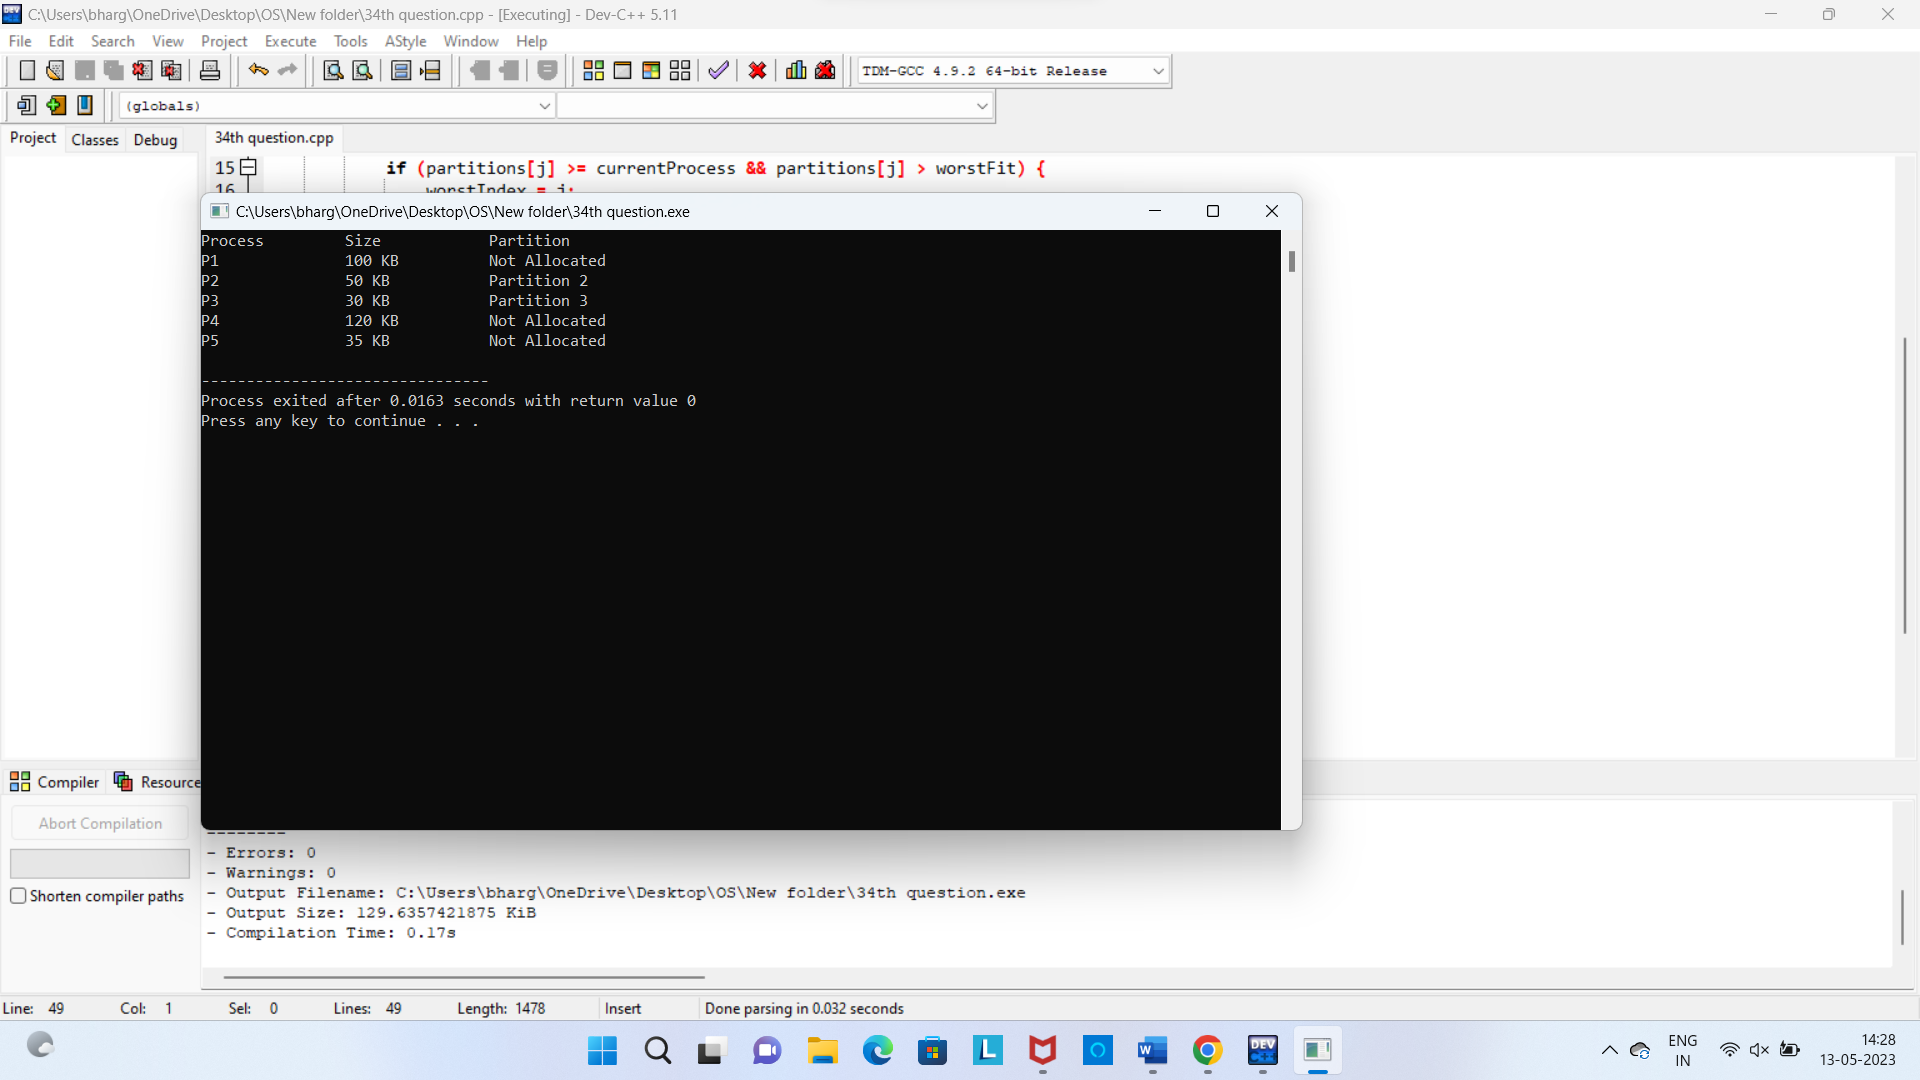 C:\Users\bharg\OneDrive\Desktop\OS\New folder\34th question.cpp - [Executing] - Dev-C++ 5.11
File Edit Search View Project Execute Tools AStyle Window Help
TDM-GCC 4.9.2 64-bit Release
(globals)
Project Classes Debug
34th question.cpp
15 if (partitions[j] >= currentProcess && partitions[j] > worstFit) {
16 worstIndex = j;
C:\Users\bharg\OneDrive\Desktop\OS\New folder\34th question.exe
Process Size Partition
P1 100 KB Not Allocated
P2 50 KB Partition 2
P3 30 KB Partition 3
P4 120 KB Not Allocated
P5 35 KB Not Allocated
--------------------------------
Process exited after 0.0163 seconds with return value 0
Press any key to continue . . .
Compiler Resource
Abort Compilation
Shorten compiler paths
--------
- Errors: 0
- Warnings: 0
- Output Filename: C:\Users\bharg\OneDrive\Desktop\OS\New folder\34th question.exe
- Output Size: 129.6357421875 KiB
- Compilation Time: 0.17s
Line: 49 Col: 1 Sel: 0 Lines: 49 Length: 1478 Insert Done parsing in 0.032 seconds
L
W
DEV
C++
ENG
IN
14:28
13-05-2023